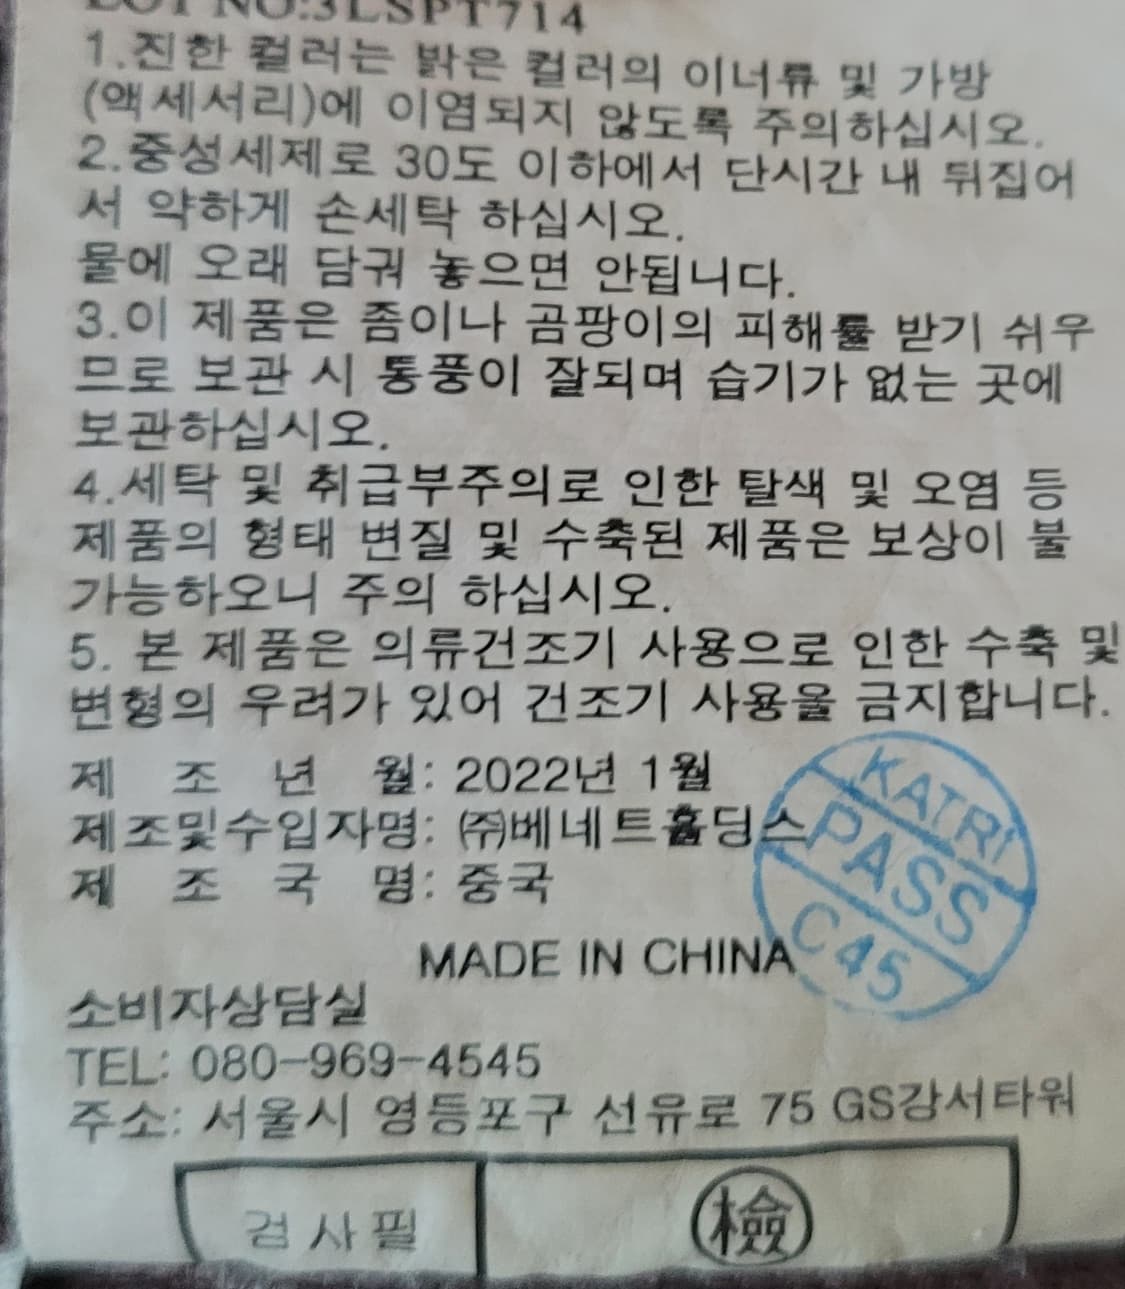 LOT NO:3LSPT714
1.진한 컬러는 밝은 컬러의 이너류 및 가방
(액세서리)에 이염되지 않도록 주의하십시오.
2.중성세제로 30도 이하에서 단시간 내 뒤집어
서 약하게 손세탁 하십시오.
물에 오래 담궈 놓으면 안됩니다.
3.이 제품은 좀이나 곰팡이의 피해를 받기 쉬우
므로 보관 시 통풍이 잘되며 습기가 없는 곳에
보관하십시오.
4.세탁 및 취급부주의로 인한 탈색 및 오염 등
제품의 형태 변질 및 수축된 제품은 보상이 불
가능하오니 주의 하십시오.
5. 본 제품은 의류건조기 사용으로 인한 수축 및
변형의 우려가 있어 건조기 사용을 금지합니다.
제 조 년 월: 2022년 1월
제조및수입자명: ㈜베네트홀딩스
제 조 국 명: 중국
KATRI
PASS
C45
MADE IN CHINA
소비자상담실
TEL: 080-969-4545
주소: 서울시 영등포구 선유로 75 GS강서타워
검사필 檢